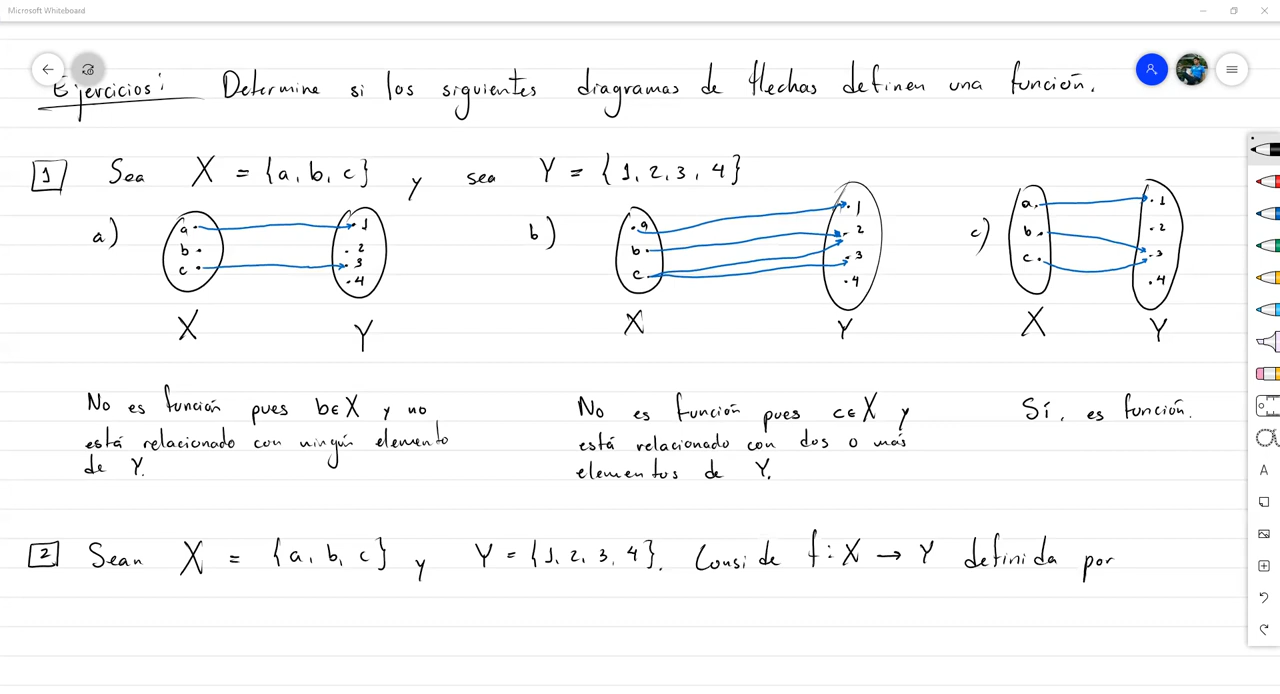 Microsoft Whiteboard
Ejercicios: Determine si los siguientes diagramas de flechas definen una función.
1 Sea X = {a, b, c} y sea Y = {1, 2, 3, 4}
a) a b c 1 2 3 4 X Y
b) a b c 1 2 3 4 X Y
c) a b c 1 2 3 4 X Y
No es función pues b∈X y no
está relacionado con ningún elemento
de Y.
No es función pues c∈X y
está relacionado con dos o más
elementos de Y.
Sí, es función.
2 Sean X = {a, b, c} y Y = {1, 2, 3, 4}. Conside f: X → Y definida por
A